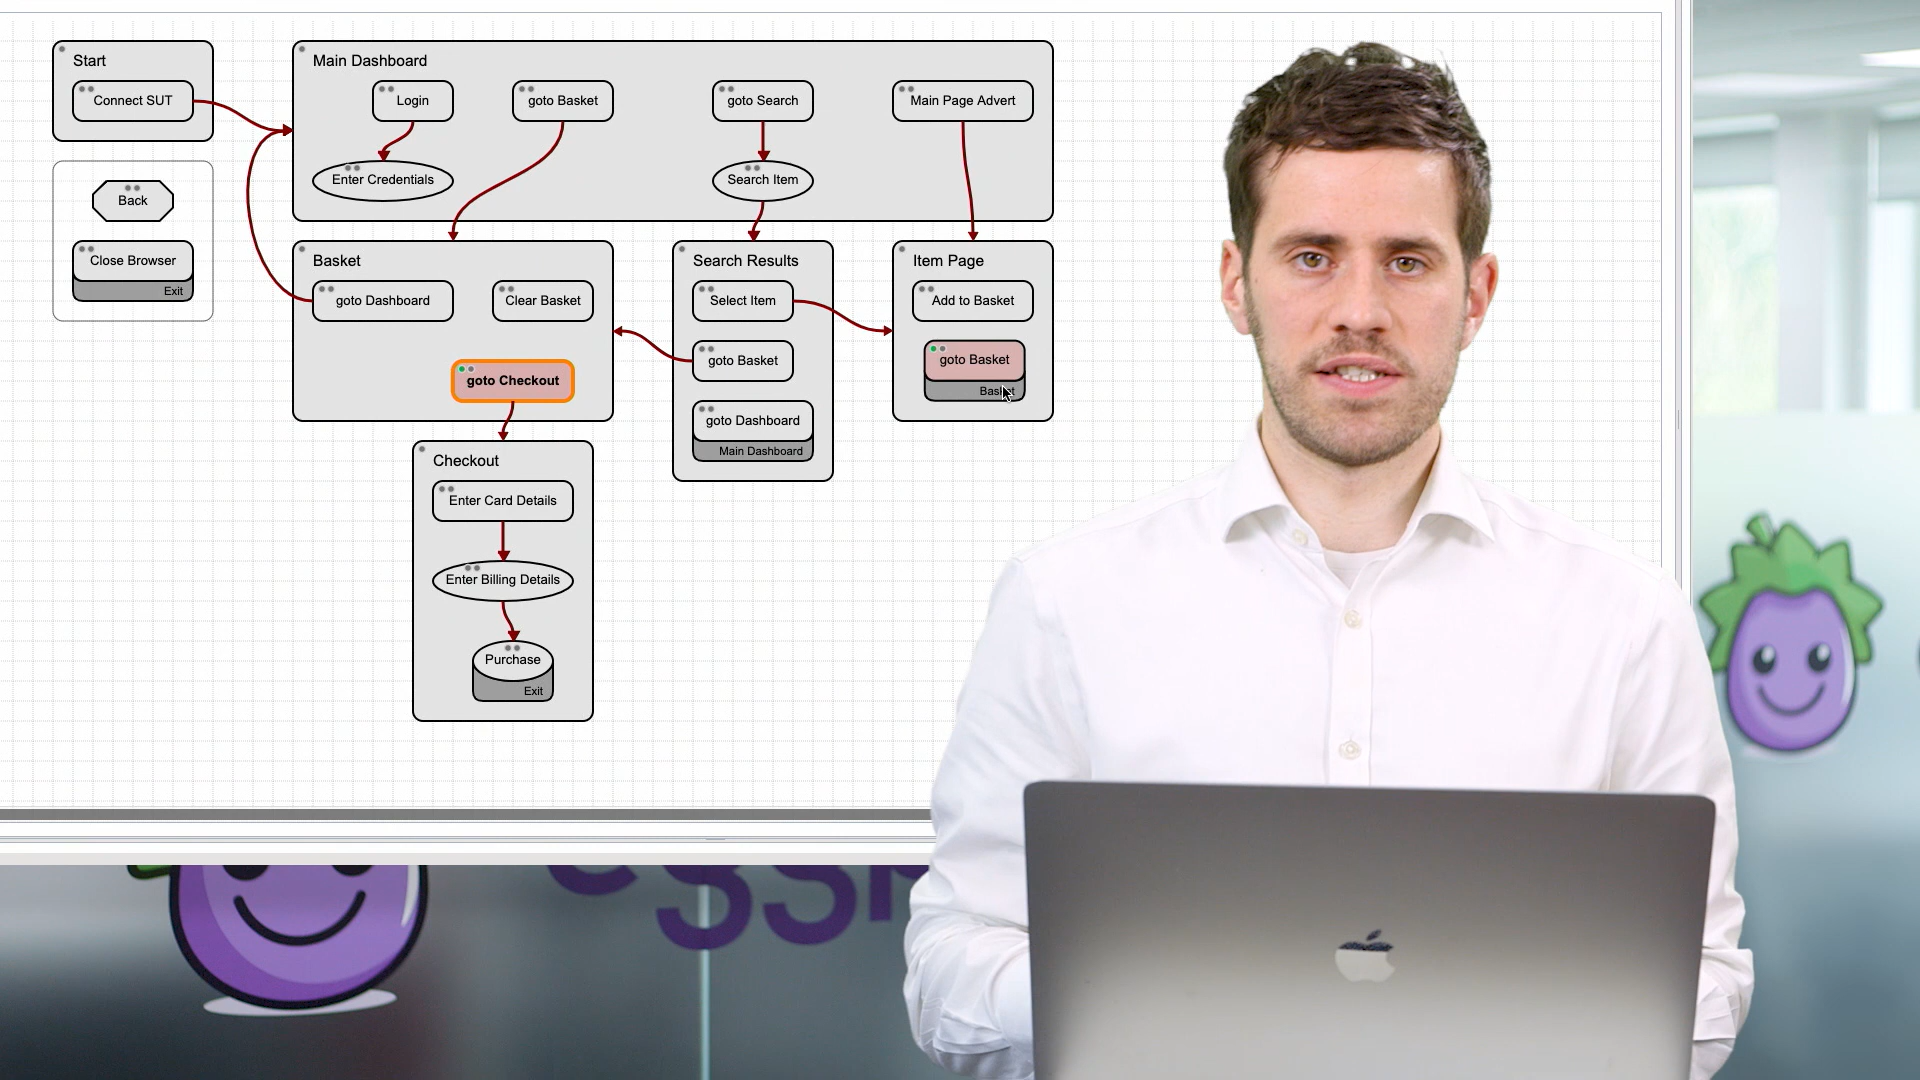 Start
Connect SUT
Back
Close Browser
Exit
Main Dashboard
Login
goto Basket
goto Search
Main Page Advert
Enter Credentials
Search Item
Basket
goto Dashboard
Clear Basket
goto Checkout
Search Results
Select Item
goto Basket
goto Dashboard
Main Dashboard
Item Page
Add to Basket
goto Basket
Basket
Checkout
Enter Card Details
Enter Billing Details
Purchase
Exit